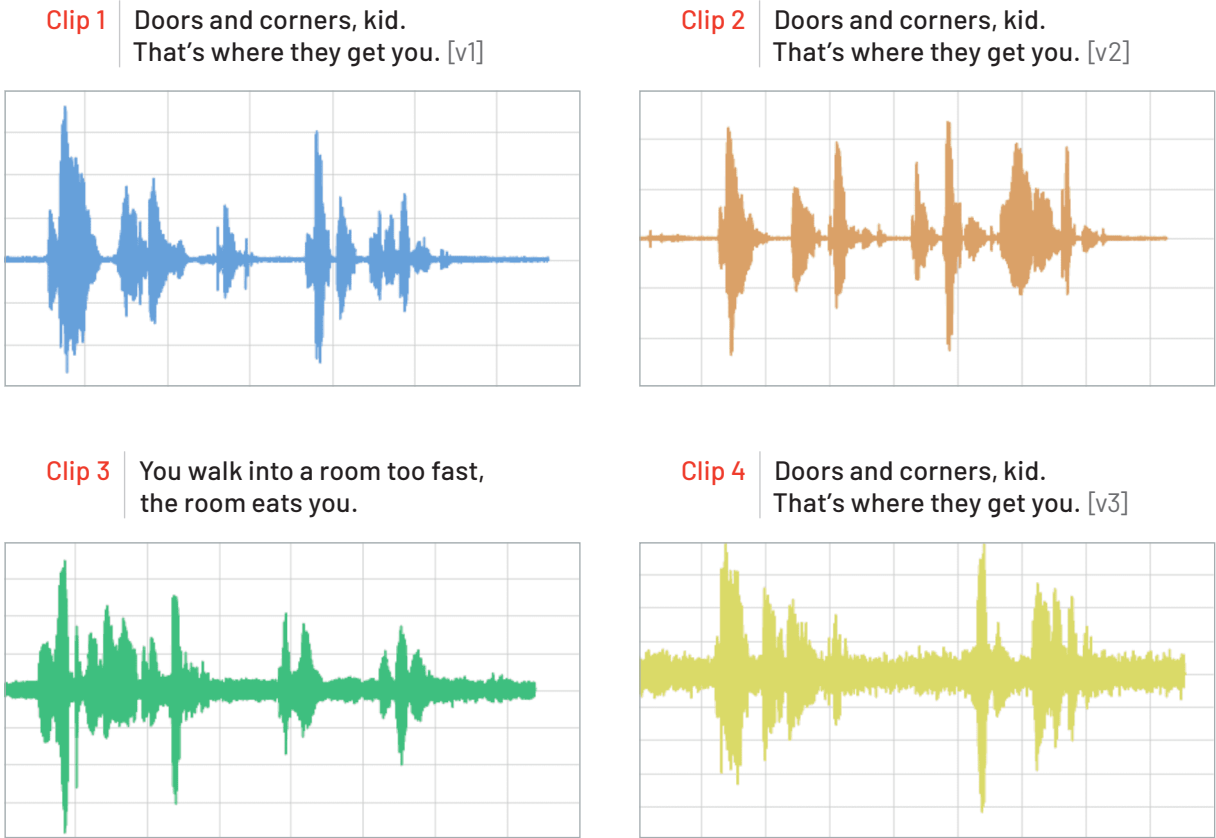 Clip 1
Doors and corners, kid.
That's where they get you. [v1]
Clip 2
Doors and corners, kid.
That's where they get you. [v2]
Clip 3
You walk into a room too fast,
the room eats you.
Clip 4
Doors and corners, kid.
That's where they get you. [v3]